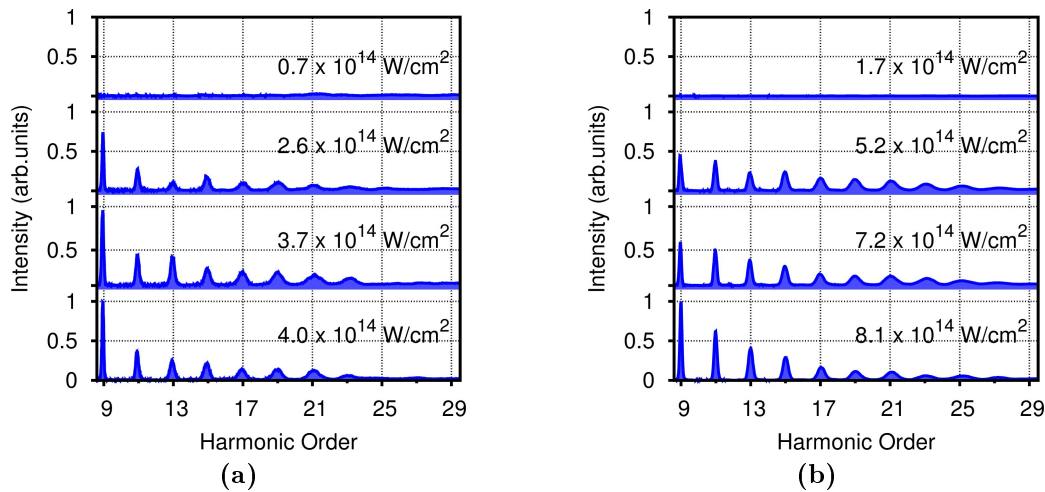 Intensity (arb.units)
1
0.5
0.7 x 10^14 W/cm^2
1
0.5
2.6 x 10^14 W/cm^2
1
0.5
3.7 x 10^14 W/cm^2
1
0.5
4.0 x 10^14 W/cm^2
0
9 13 17 21 25 29
Harmonic Order
(a)
Intensity (arb.units)
1
0.5
1.7 x 10^14 W/cm^2
1
0.5
5.2 x 10^14 W/cm^2
1
0.5
7.2 x 10^14 W/cm^2
1
0.5
8.1 x 10^14 W/cm^2
0
9 13 17 21 25 29
Harmonic Order
(b)